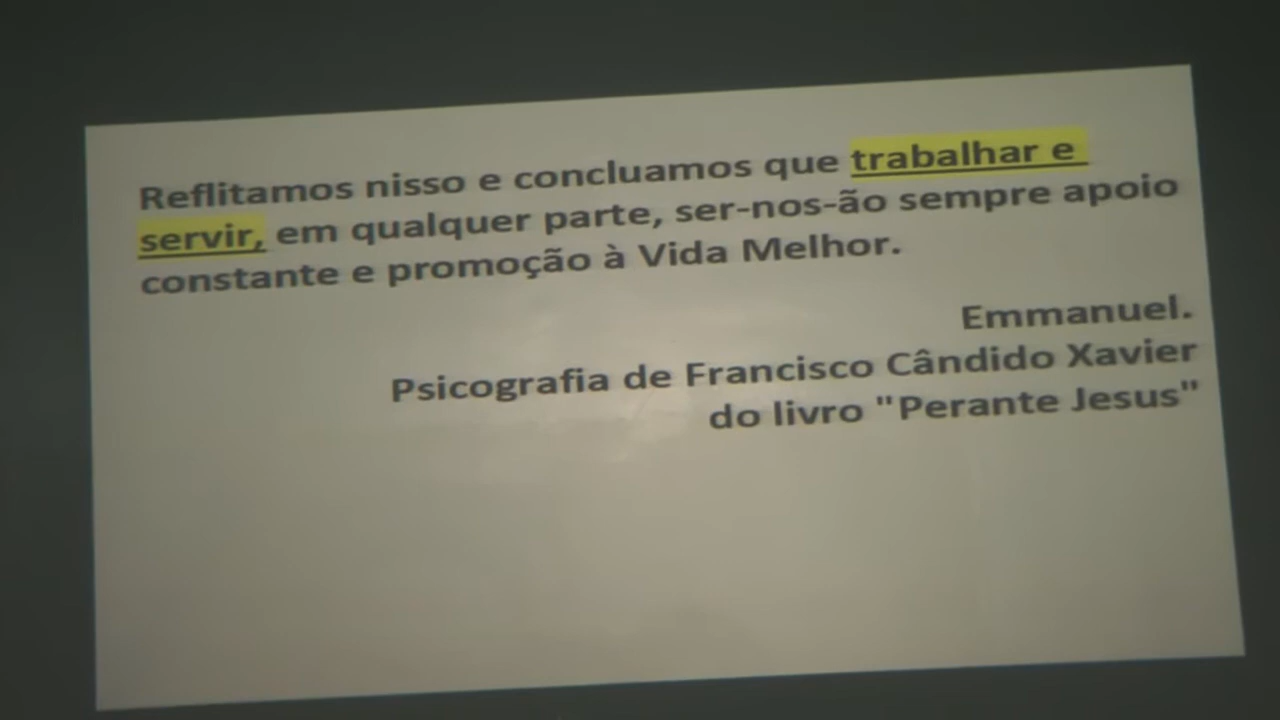 Reflitamos nisso e concluamos que trabalhar e
servir, em qualquer parte, ser-nos-ão sempre apoio
constante e promoção à Vida Melhor.
Emmanuel.
Psicografia de Francisco Cândido Xavier
do livro "Perante Jesus"